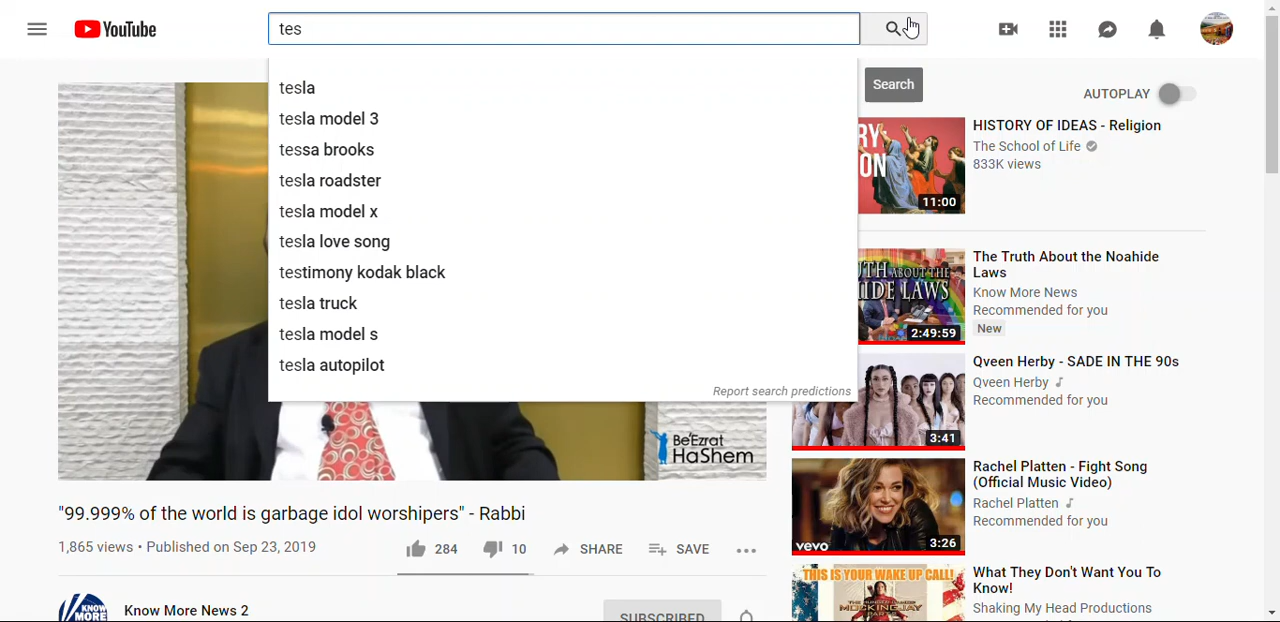 YouTube
tes
Search
tesla
tesla model 3
tessa brooks
tesla roadster
tesla model x
tesla love song
testimony kodak black
tesla truck
tesla model s
tesla autopilot
Report search predictions
Be'Ezrat
HaShem
"99.999% of the world is garbage idol worshipers" - Rabbi
1,865 views • Published on Sep 23, 2019
284
10
SHARE
SAVE
KNOW
MORE
Know More News 2
SUBSCRIBED
AUTOPLAY
11:00
HISTORY OF IDEAS - Religion
The School of Life
833K views
2:49:59
The Truth About the Noahide
Laws
Know More News
Recommended for you
New
3:41
Qveen Herby - SADE IN THE 90s
Qveen Herby
Recommended for you
vevo
3:26
Rachel Platten - Fight Song
(Official Music Video)
Rachel Platten
Recommended for you
THIS IS YOUR WAKE UP CALL!
MOCKINGJAY
What They Don't Want You To
Know!
Shaking My Head Productions